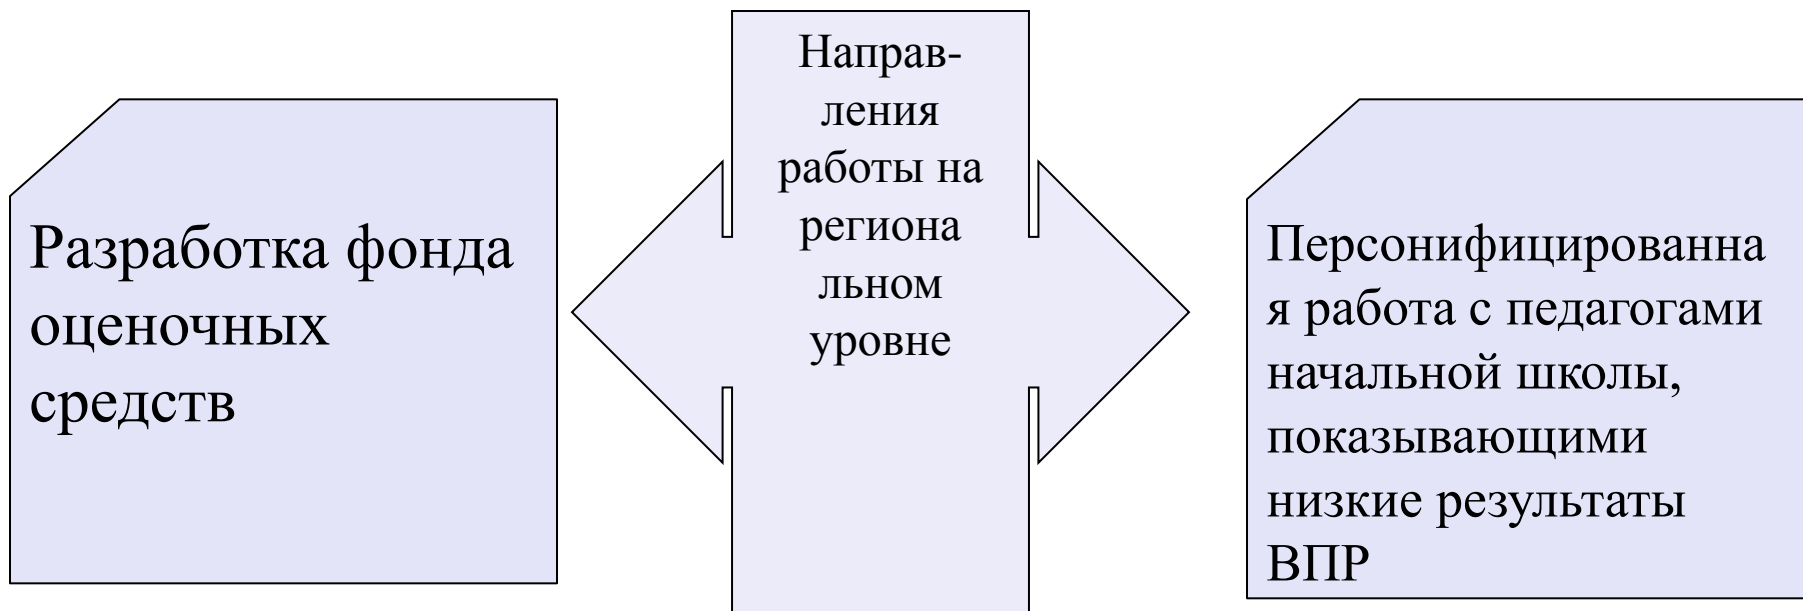 Разработка фонда
оценочных
средств
Направ-
ления
работы на
региона
льном
уровне
Персонифицированна
я работа с педагогами
начальной школы,
показывающими
низкие результаты
ВПР